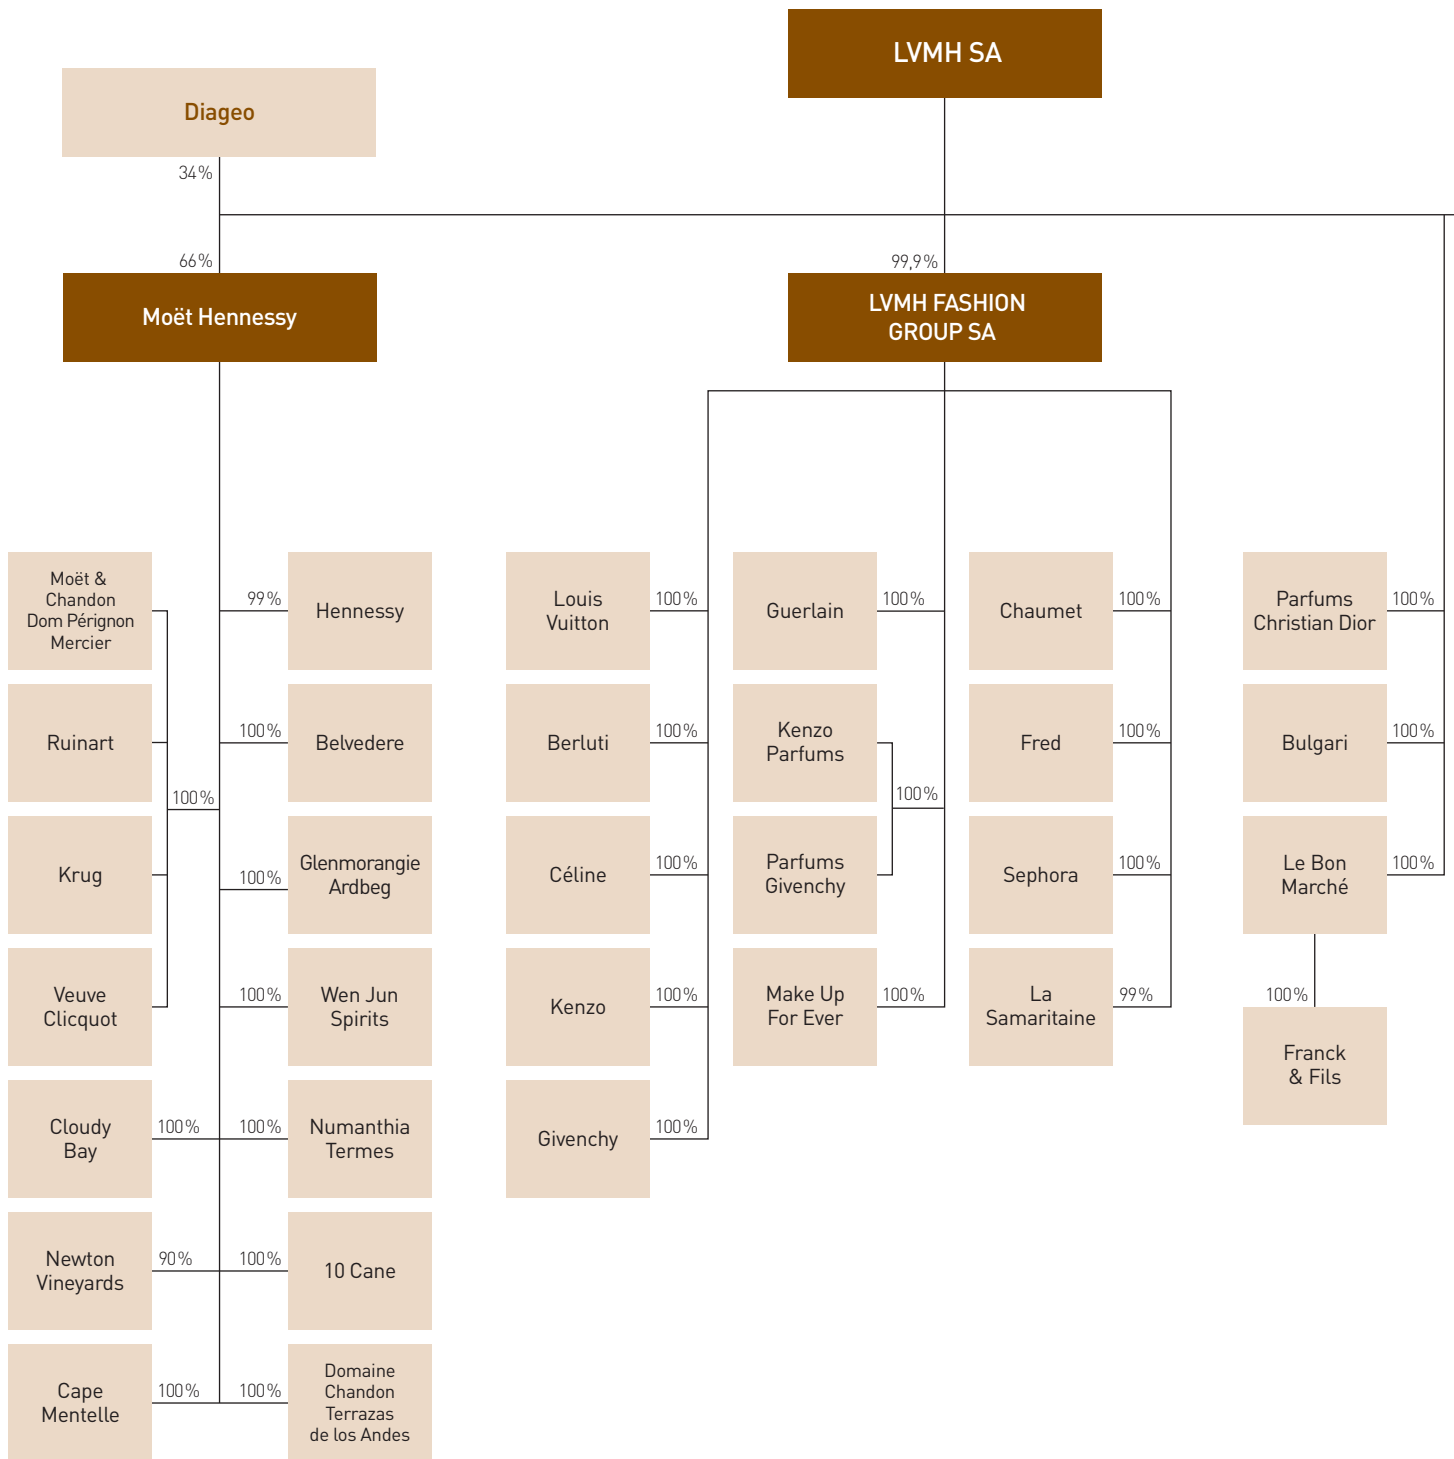 LVMH SA
Diageo
34%
66%
99,9%
Moët Hennessy
LVMH FASHION
GROUP SA
Moët &
Chandon
Dom Pérignon
Mercier
99%
Hennessy
Louis
Vuitton
100%
Guerlain
100%
Chaumet
100%
Parfums
Christian Dior
100%
Ruinart
100%
Belvedere
Berluti
100%
Kenzo
Parfums
Fred
100%
Bulgari
100%
100%
100%
Krug
100%
Glenmorangie
Ardbeg
Céline
100%
Parfums
Givenchy
Sephora
100%
Le Bon
Marché
100%
Veuve
Clicquot
100%
Wen Jun
Spirits
Kenzo
100%
Make Up
For Ever
100%
La
Samaritaine
99%
100%
Franck
& Fils
Cloudy
Bay
100%
100%
Numanthia
Termes
Givenchy
100%
Newton
Vineyards
90%
100%
10 Cane
Cape
Mentelle
100%
100%
Domaine
Chandon
Terrazas
de los Andes